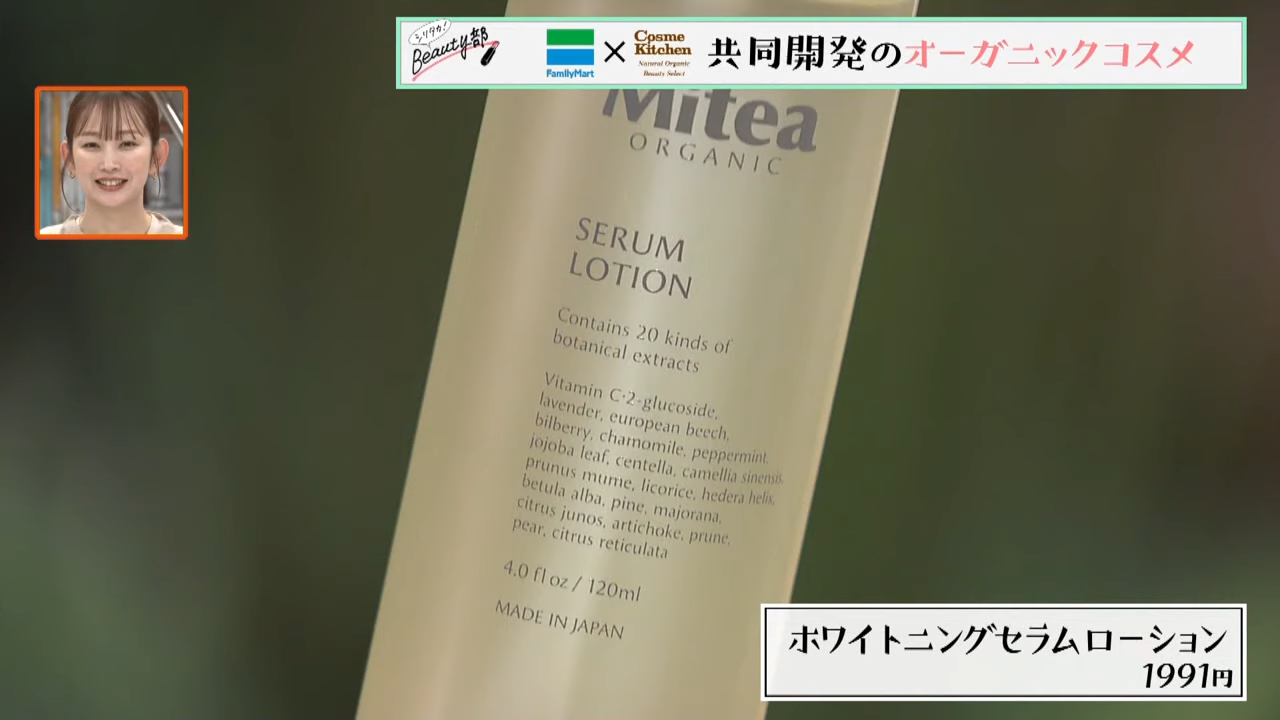 シリタカ!
Beauty部
FamilyMart
×
Cosme
Kitchen
Natural Organic
Beauty Select
共同開発のオーガニックコスメ
Mitea
ORGANIC
SERUM
LOTION
Contains 20 kinds of
botanical extracts
Vitamin C·2-glucoside,
lavender, european beech,
bilberry, chamomile, peppermint,
jojoba leaf, centella, camellia sinensis,
prunus mume, licorice, hedera helix,
betula alba, pine, majorana,
citrus junos, artichoke, prune,
pear, citrus reticulata
4.0 fl oz / 120ml
MADE IN JAPAN
ホワイトニングセラムローション
1991円